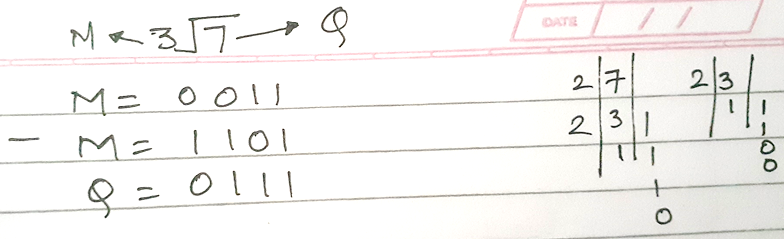 M ← 3√7 → Q
DATE / /
M = 0011
- M = 1101
Q = 0111
2 7
2 3 1
1 1
1
0
2 3
1 1
1
0
0